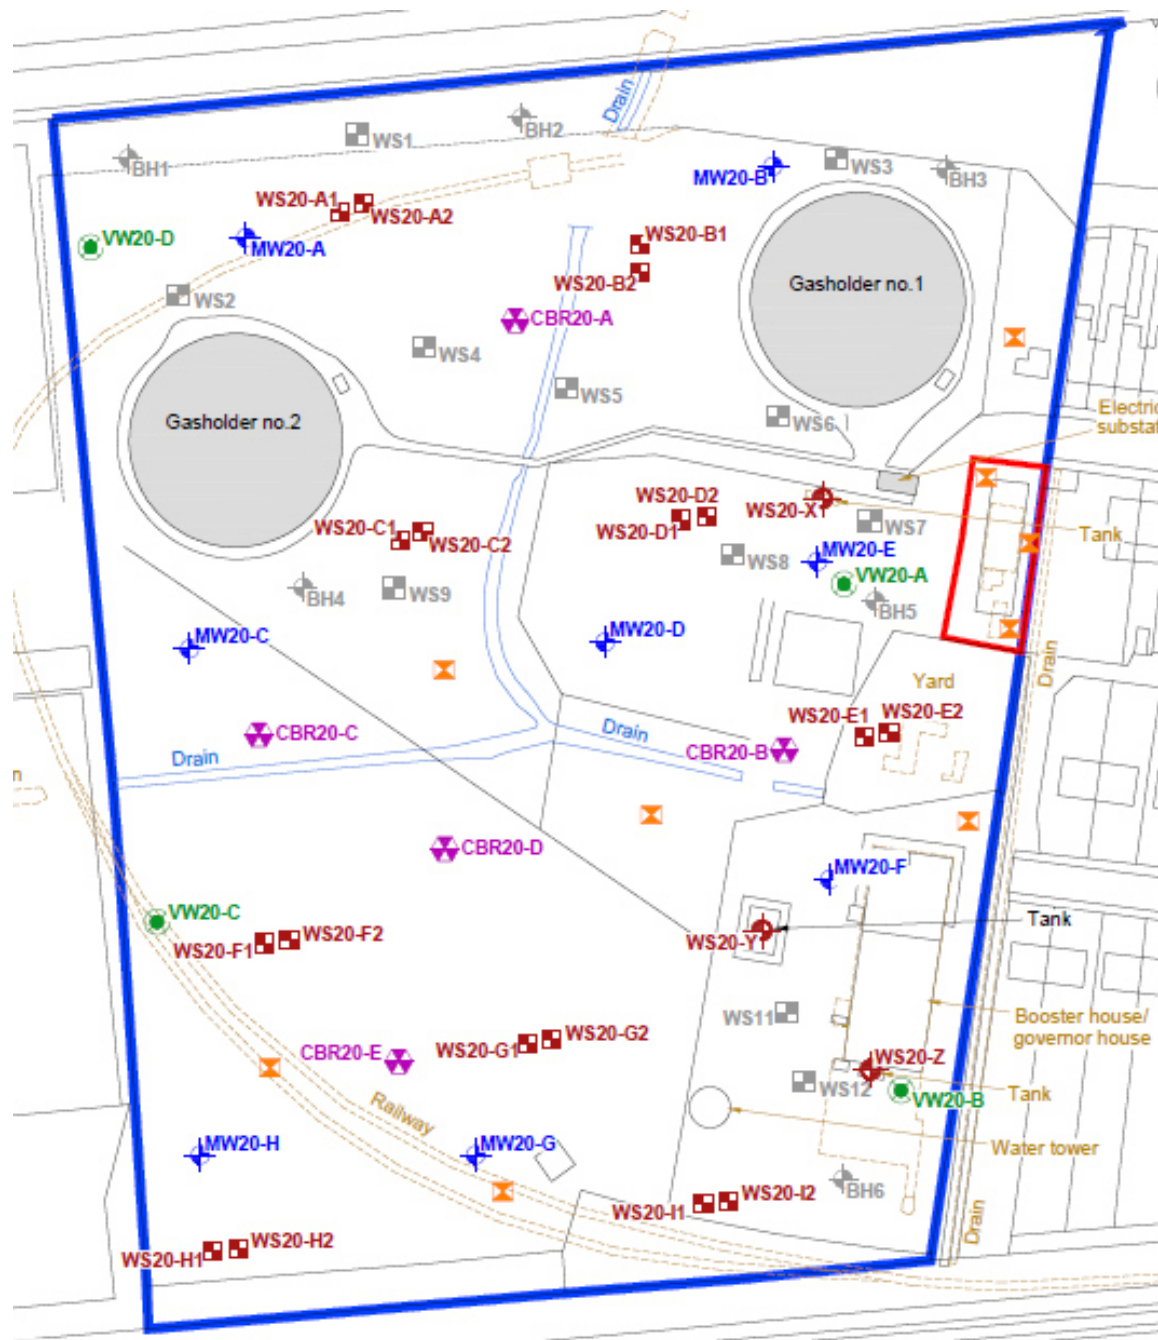 Drain
BH2
WS1
BH1
WS3
MW20-B
BH3
WS20-A1
WS20-A2
VW20-D
MW20-A
WS20-B1
WS20-B2
Gasholder no.1
WS2
CBR20-A
WS4
WS5
Electric
substat
Gasholder no.2
WS6
WS20-D2
WS20-X
WS20-C1
WS20-D1
WS7
Tank
WS20-C2
MW20-E
WS8
VW20-A
BH4
WS9
BH5
MW20-C
MW20-D
Drain
Yard
WS20-E1
WS20-E2
CBR20-C
Drain
Drain
CBR20-B
n
CBR20-D
MW20-F
VW20-C
WS20-F1
WS20-F2
WS20-Y
Tank
WS11
Booster house/
governor house
WS20-G1
WS20-G2
CBR20-E
WS20-Z
WS12
VW20-B
Tank
Railway
MW20-H
MW20-G
Water tower
BH6
WS20-I1
WS20-I2
Drain
WS20-H1
WS20-H2